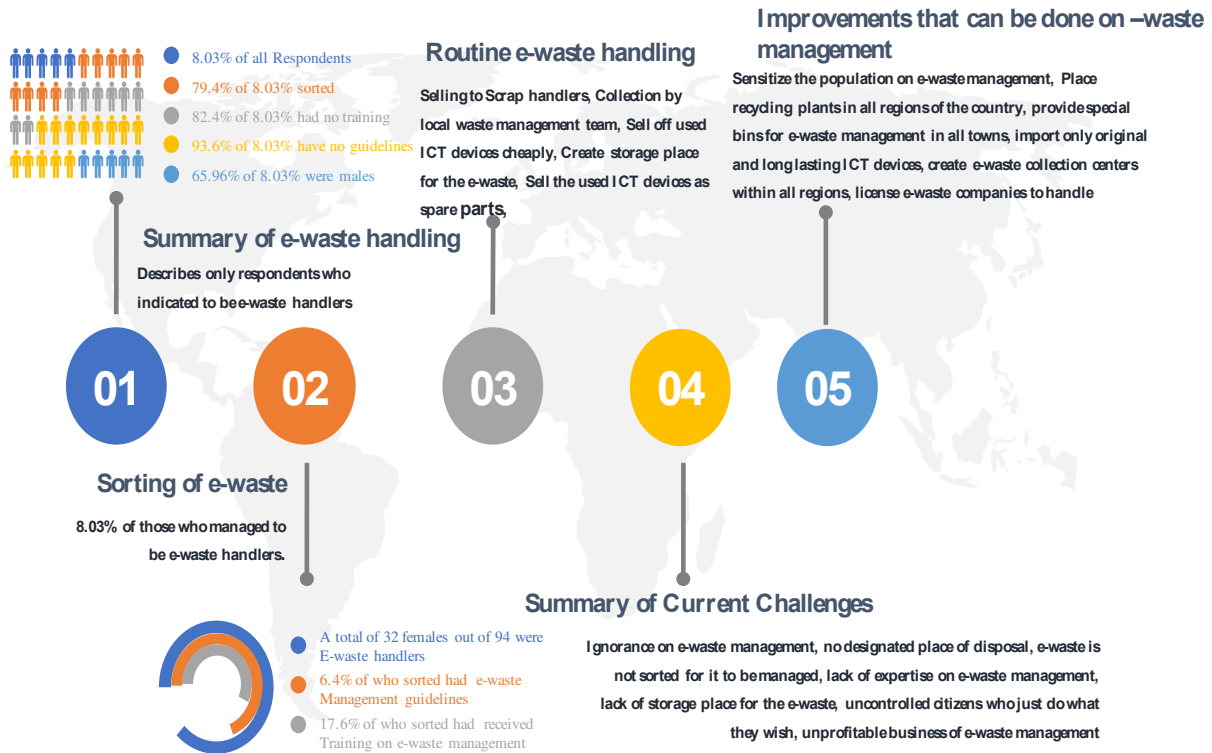 8.03% of all Respondents
79.4% of 8.03% sorted
82.4% of 8.03% had no training
93.6% of 8.03% have no guidelines
65.96% of 8.03% were males
Summary of e-waste handling
Describes only respondents who
indicated to be e-waste handlers
Routine e-waste handling
Selling to Scrap handlers, Collection by
local waste management team, Sell off used
ICT devices cheaply, Create storage place
for the e-waste, Sell the used ICT devices as
spare parts,
Improvements that can be done on –waste
management
Sensitize the population on e-waste management, Place
recycling plants in all regions of the country, provide special
bins for e-waste management in all towns, import only original
and long lasting ICT devices, create e-waste collection centers
within all regions, license e-waste companies to handle
01
02
03
04
05
Sorting of e-waste
8.03% of those who managed to
be e-waste handlers.
A total of 32 females out of 94 were
E-waste handlers
6.4% of who sorted had e-waste
Management guidelines
17.6% of who sorted had received
Training on e-waste management
Summary of Current Challenges
Ignorance on e-waste management, no designated place of disposal, e-waste is
not sorted for it to be managed, lack of expertise on e-waste management,
lack of storage place for the e-waste, uncontrolled citizens who just do what
they wish, unprofitable business of e-waste management